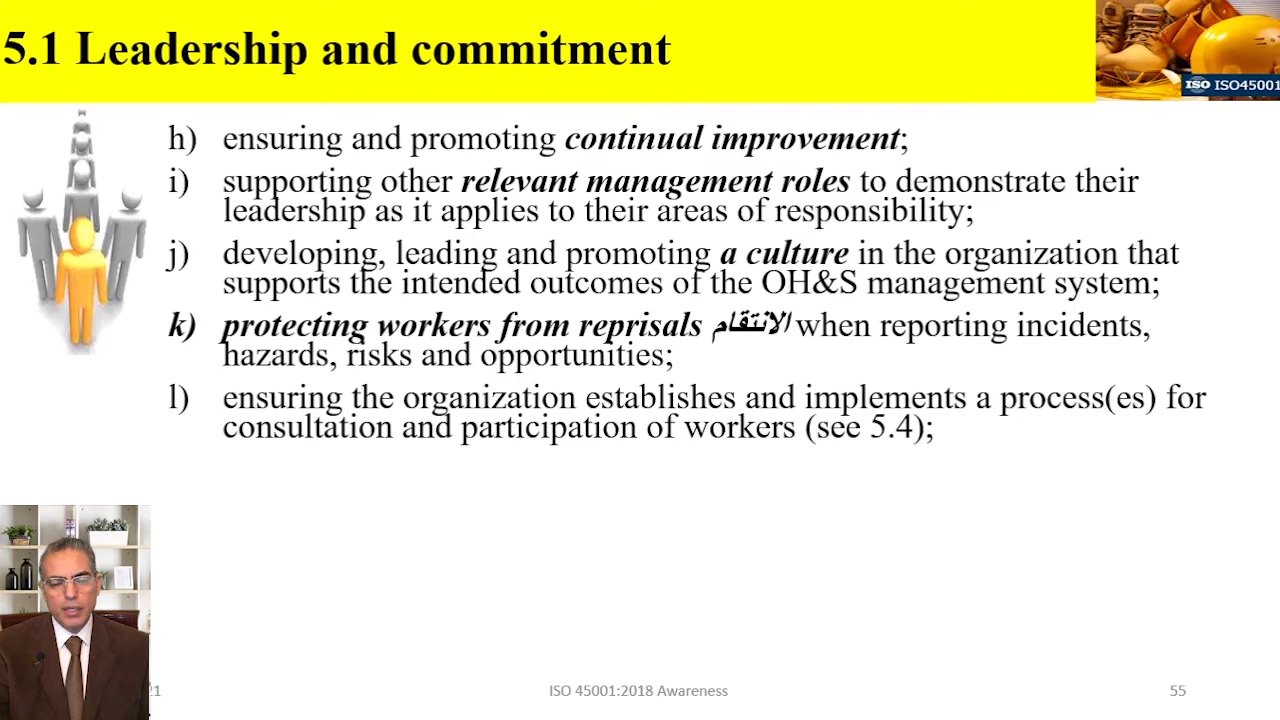 5.1 Leadership and commitment
ISO ISO45001
h) ensuring and promoting continual improvement;
i) supporting other relevant management roles to demonstrate their
leadership as it applies to their areas of responsibility;
j) developing, leading and promoting a culture in the organization that
supports the intended outcomes of the OH&S management system;
k) protecting workers from reprisals الانتقام when reporting incidents,
hazards, risks and opportunities;
l) ensuring the organization establishes and implements a process(es) for
consultation and participation of workers (see 5.4);
21
ISO 45001:2018 Awareness
55